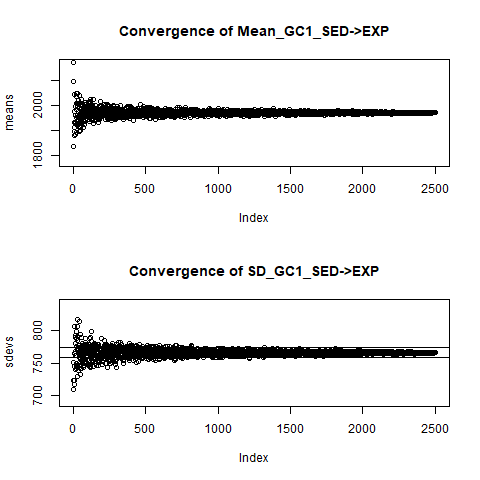 Convergence of Mean_GC1_SED->EXP
means
2000
1800
0 500 1000 1500 2000 2500
Index
Convergence of SD_GC1_SED->EXP
sdevs
800
750
700
0 500 1000 1500 2000 2500
Index